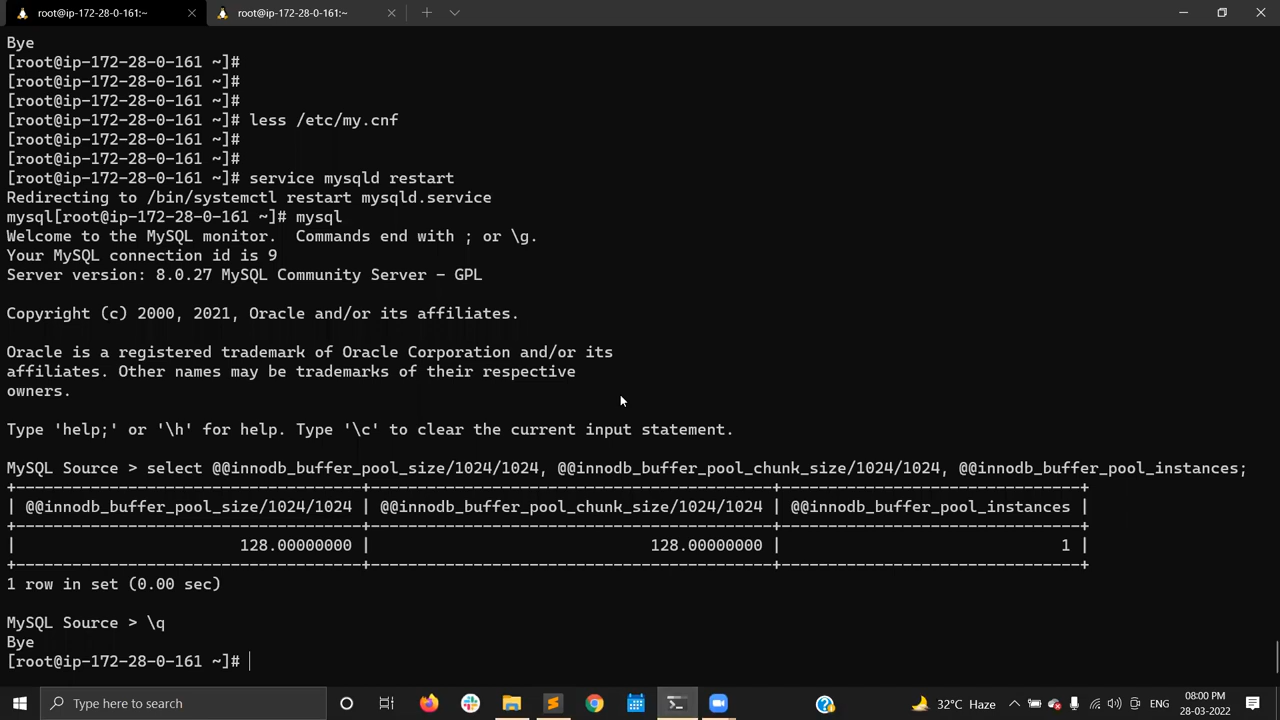 root@ip-172-28-0-161:~
root@ip-172-28-0-161:~
Bye
[root@ip-172-28-0-161 ~]#
[root@ip-172-28-0-161 ~]#
[root@ip-172-28-0-161 ~]#
[root@ip-172-28-0-161 ~]# less /etc/my.cnf
[root@ip-172-28-0-161 ~]#
[root@ip-172-28-0-161 ~]#
[root@ip-172-28-0-161 ~]# service mysqld restart
Redirecting to /bin/systemctl restart mysqld.service
mysql[root@ip-172-28-0-161 ~]# mysql
Welcome to the MySQL monitor.  Commands end with ; or \g.
Your MySQL connection id is 9
Server version: 8.0.27 MySQL Community Server - GPL
Copyright (c) 2000, 2021, Oracle and/or its affiliates.
Oracle is a registered trademark of Oracle Corporation and/or its
affiliates. Other names may be trademarks of their respective
owners.
Type 'help;' or '\h' for help. Type '\c' to clear the current input statement.
MySQL Source > select @@innodb_buffer_pool_size/1024/1024, @@innodb_buffer_pool_chunk_size/1024/1024, @@innodb_buffer_pool_instances;
+-------------------------------------+-------------------------------------------+--------------------------------+
| @@innodb_buffer_pool_size/1024/1024 | @@innodb_buffer_pool_chunk_size/1024/1024 | @@innodb_buffer_pool_instances |
+-------------------------------------+-------------------------------------------+--------------------------------+
|                        128.00000000 |                              128.00000000 |                              1 |
+-------------------------------------+-------------------------------------------+--------------------------------+
1 row in set (0.00 sec)
MySQL Source > \q
Bye
[root@ip-172-28-0-161 ~]#
Type here to search
32°C Haze
ENG
08:00 PM
28-03-2022